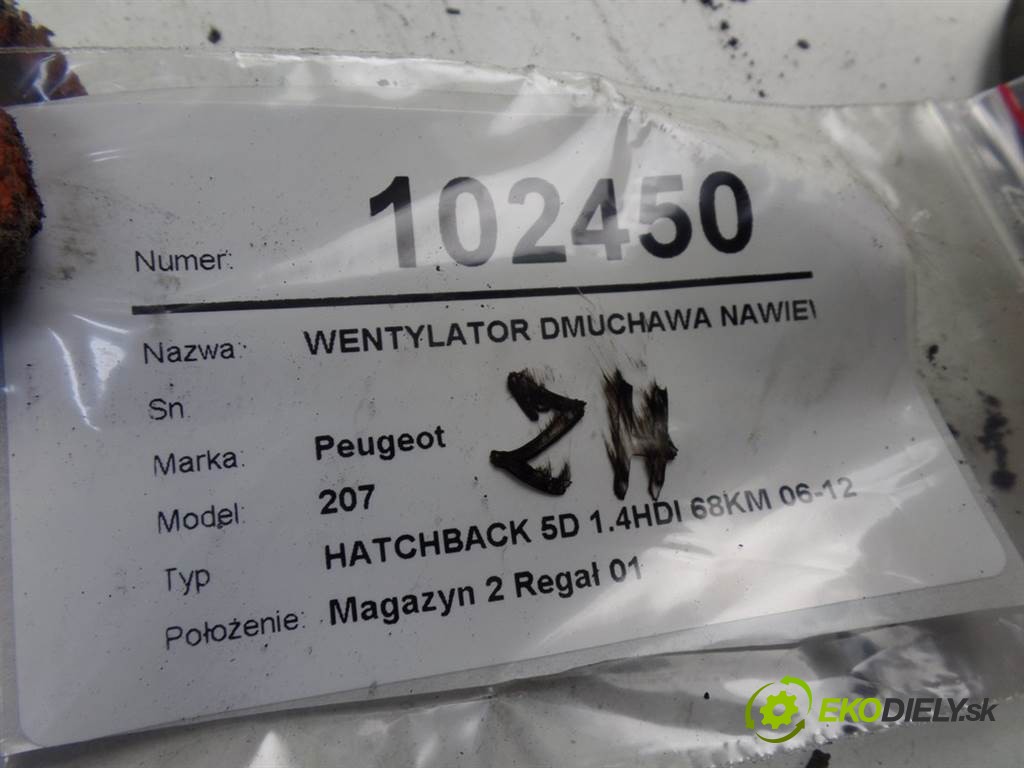 Numer: 102450
Nazwa: WENTYLATOR DMUCHAWA NAWIEW
Sn
Marka: Peugeot
ZH
Model: 207
Typ HATCHBACK 5D 1.4HDI 68KM 06-12
Położenie: Magazyn 2 Regał 01
EKODIELY.sk